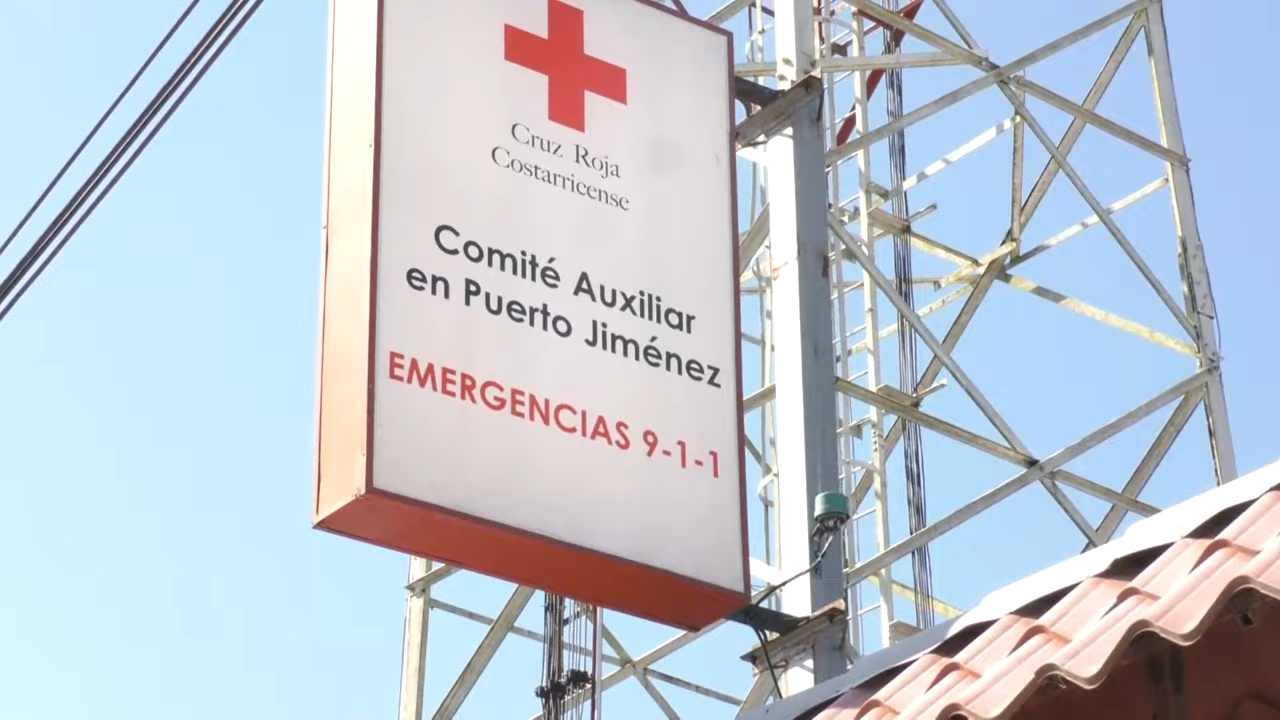 Cruz Roja
Costarricense
Comité Auxiliar
en Puerto Jiménez
EMERGENCIAS 9-1-1